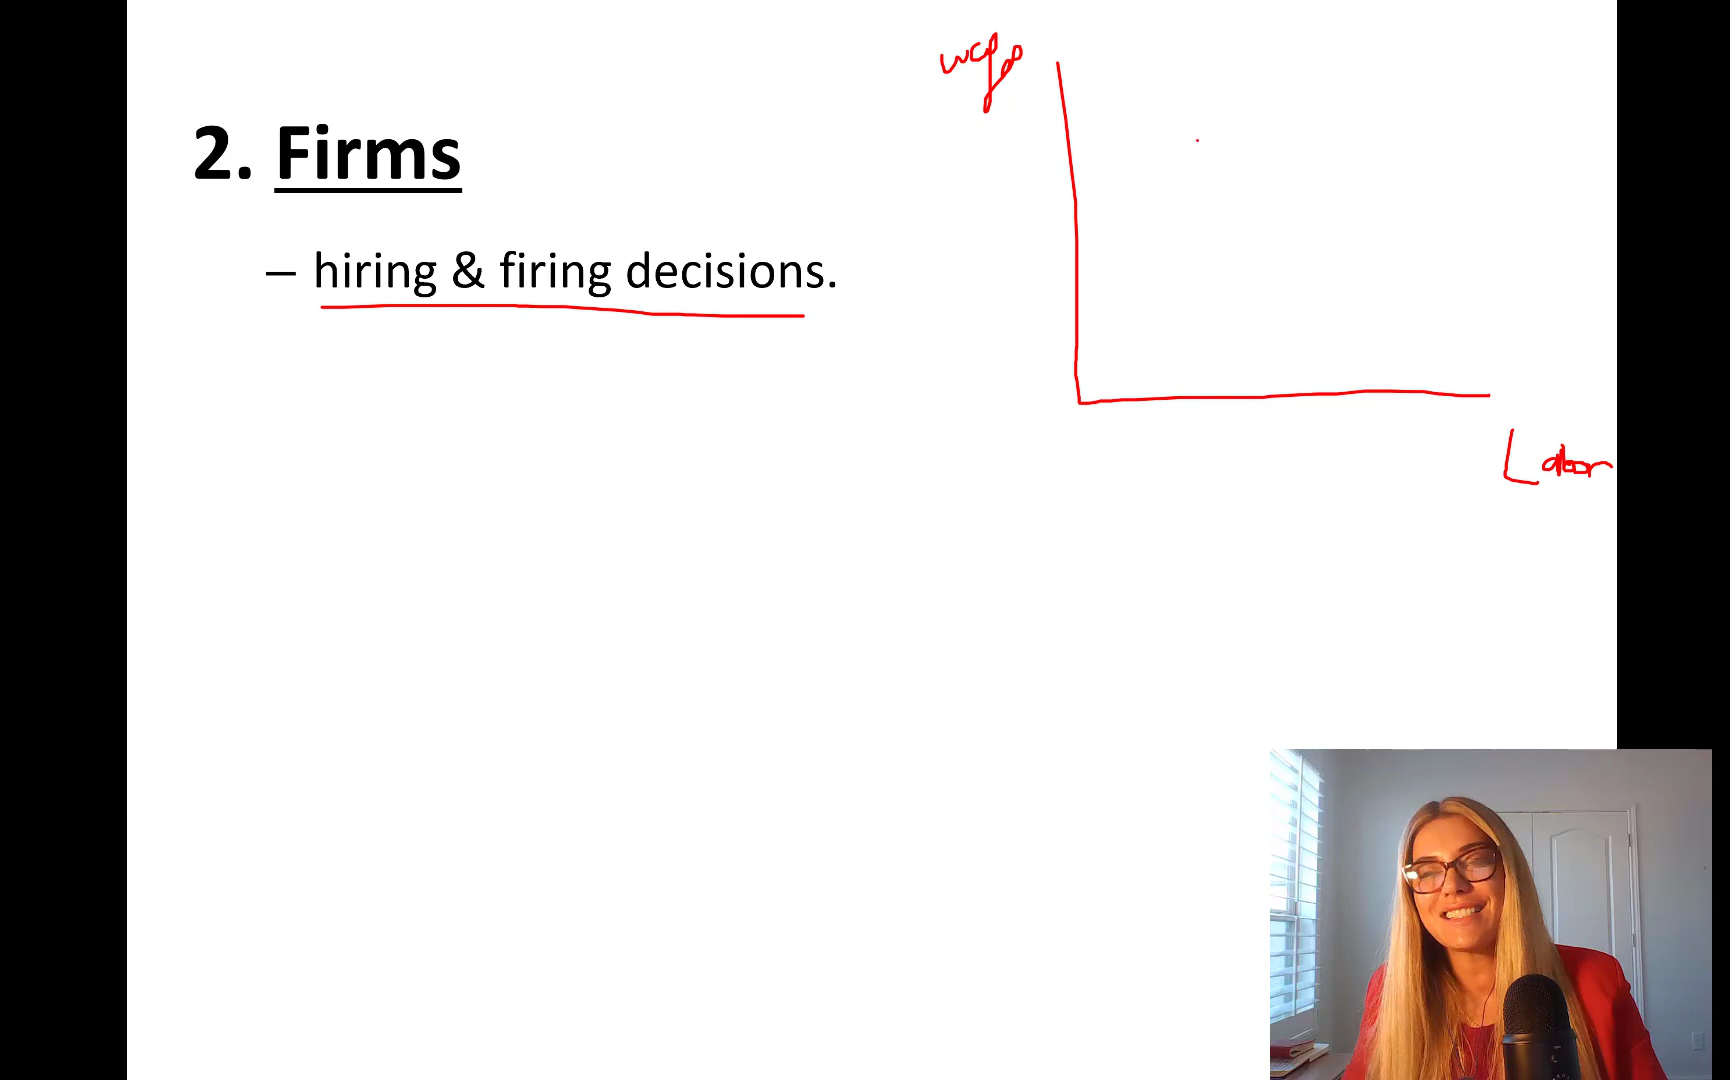 wage
2. Firms
– hiring & firing decisions.
Labor